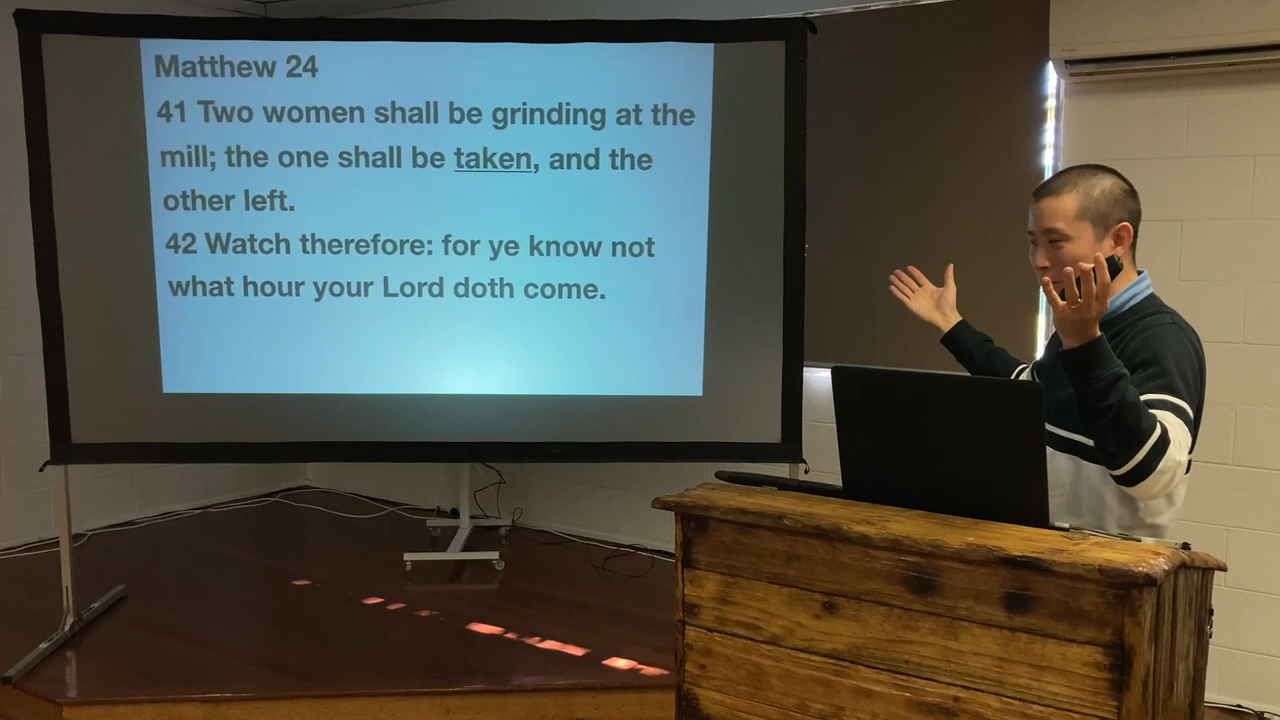 Matthew 24
41 Two women shall be grinding at the
mill; the one shall be taken, and the
other left.
42 Watch therefore: for ye know not
what hour your Lord doth come.